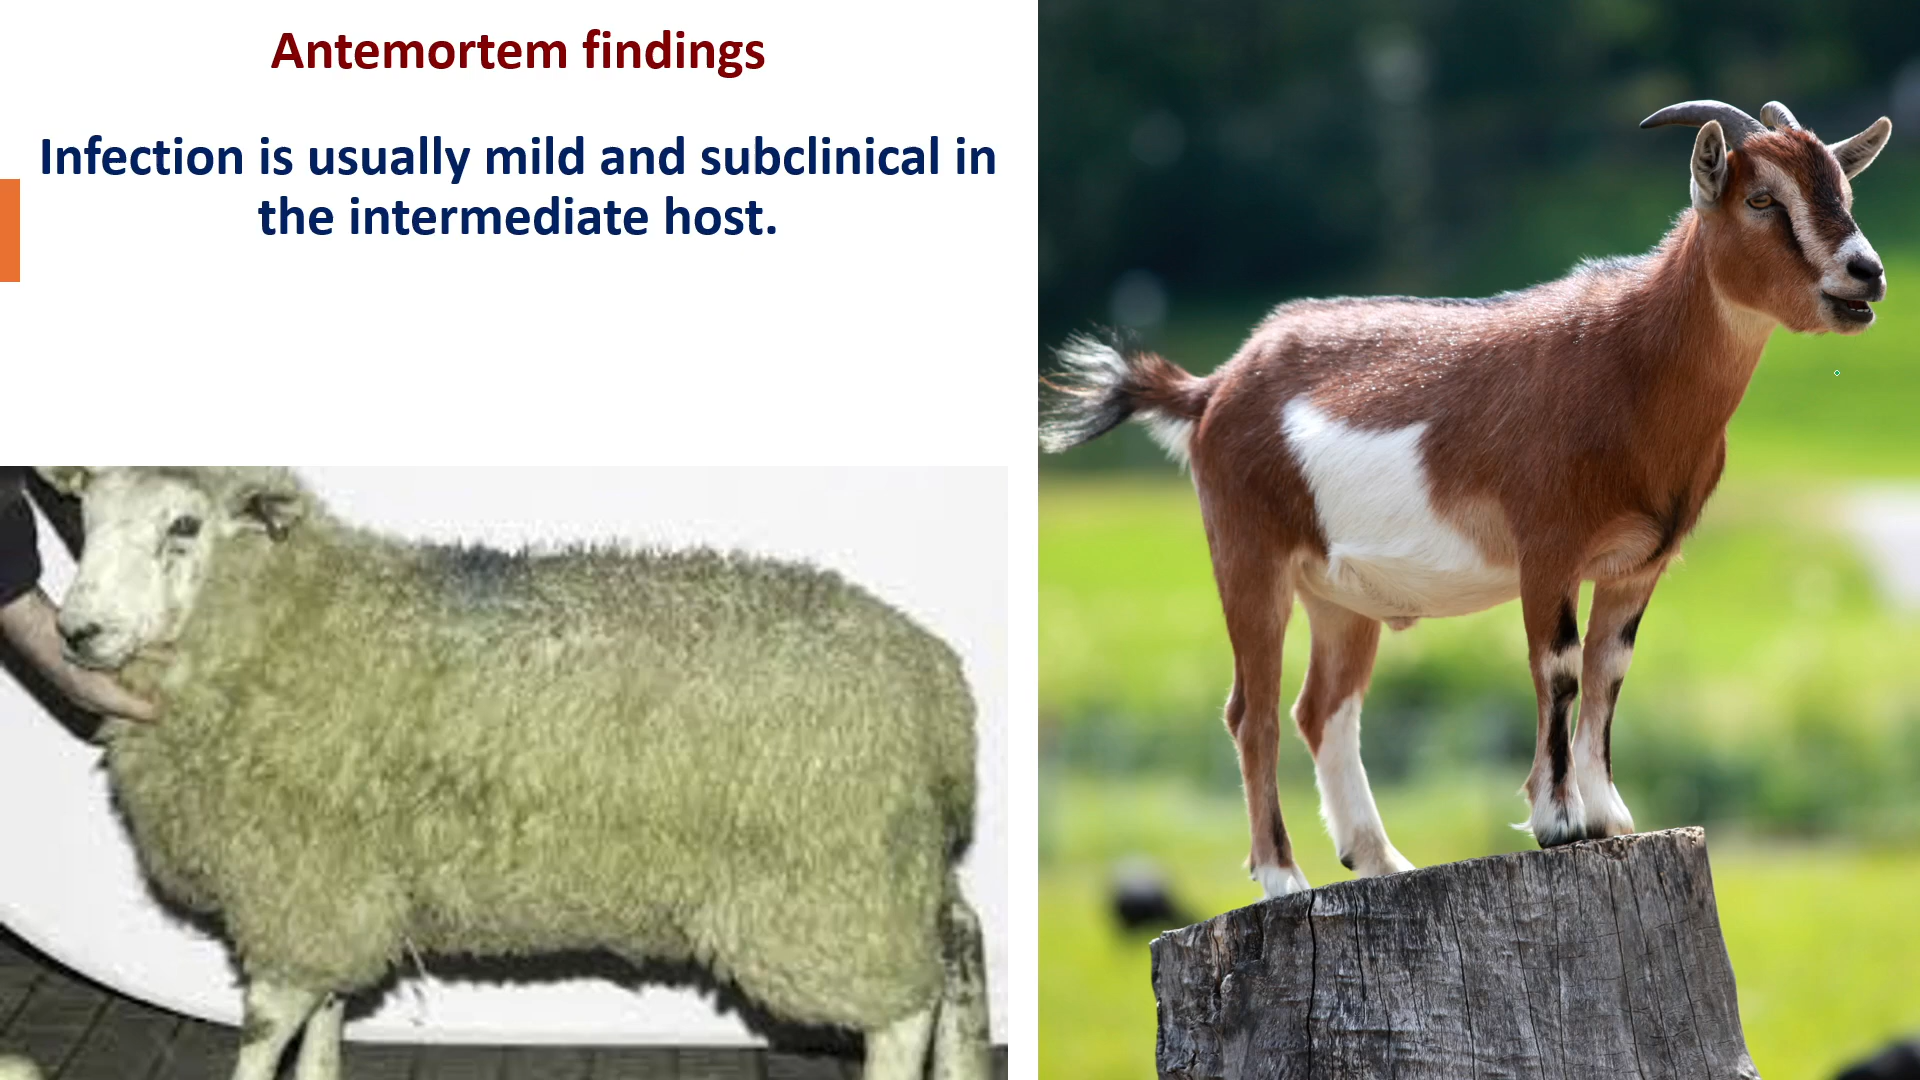 Antemortem findings
Infection is usually mild and subclinical in
the intermediate host.